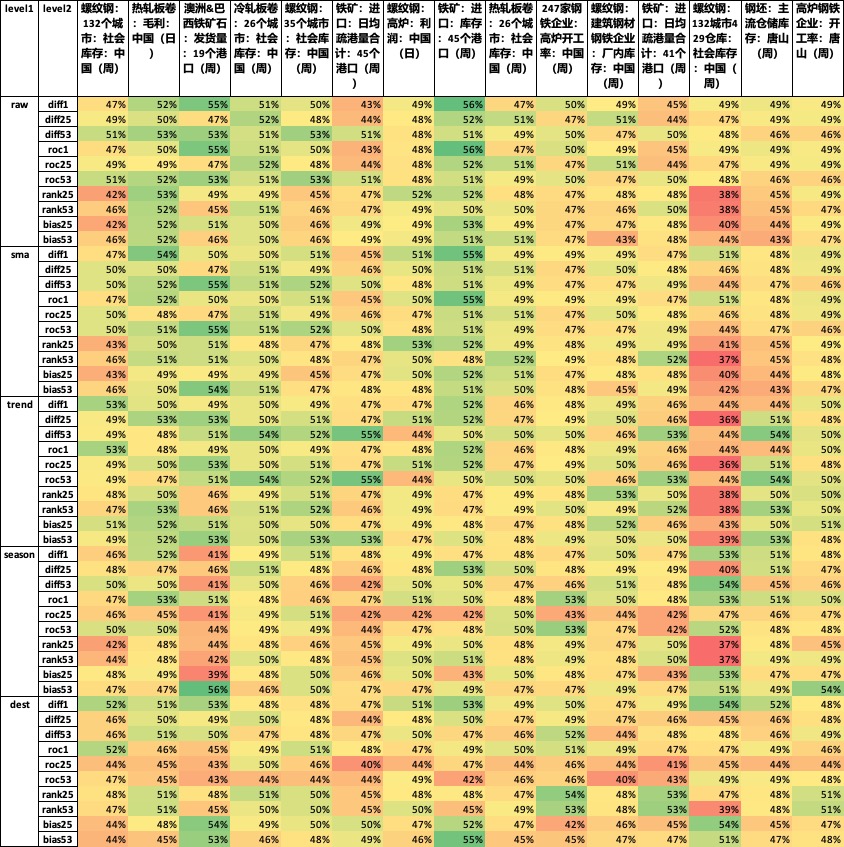 level1
level2
螺纹钢：
132个城
市：社会
库存：中
国（周）
热轧板卷
：毛利：
中国（日
）
澳洲&巴
西铁矿石
：发货量
：19个港
口（周）
冷轧板卷
：26个城
市：社会
库存：中
国（周）
螺纹钢：
35个城市
：社会库
存：中国
（周）
铁矿：进
口：日均
疏港量合
计：45个
港口（周
）
螺纹钢：
高炉：利
润：中国
（日）
铁矿：进
口：库存
：45个港
口（周）
热轧板卷
：26个城
市：社会
库存：中
国（周）
247家钢
铁企业：
高炉开工
率：中国
（周）
螺纹钢：
建筑钢材
钢铁企业
：厂内库
存：中国
（周）
铁矿：进
口：日均
疏港量合
计：41个
港口（周
）
螺纹钢：
132城市4
29仓库：
社会库存
：中国（
周）
钢坯：主
流仓储库
存：唐山
（周）
高炉钢铁
企业：开
工率：唐
山（周）
raw diff1 47% 52% 55% 51% 50% 43% 49% 56% 47% 50% 49% 45% 49% 49% 49%
diff25 49% 50% 47% 52% 48% 44% 48% 52% 51% 47% 51% 44% 47% 49% 49%
diff53 51% 53% 53% 51% 53% 51% 48% 51% 49% 50% 47% 50% 48% 46% 46%
roc1 47% 50% 55% 51% 50% 43% 49% 56% 47% 50% 49% 45% 49% 49% 49%
roc25 49% 49% 47% 52% 48% 44% 48% 52% 51% 47% 51% 44% 47% 49% 49%
roc53 51% 52% 53% 51% 53% 51% 48% 51% 49% 50% 47% 50% 48% 46% 46%
rank25 42% 53% 49% 49% 45% 47% 52% 52% 48% 47% 48% 48% 38% 45% 49%
rank53 46% 52% 45% 51% 46% 47% 49% 50% 50% 47% 46% 50% 38% 45% 47%
bias25 42% 52% 51% 50% 46% 49% 49% 53% 49% 47% 48% 48% 40% 44% 49%
bias53 46% 52% 46% 50% 46% 49% 49% 51% 51% 47% 43% 48% 44% 43% 47%
sma diff1 47% 54% 50% 50% 51% 45% 51% 55% 49% 49% 49% 47% 51% 48% 49%
diff25 50% 50% 47% 51% 49% 46% 50% 51% 49% 47% 50% 48% 46% 48% 49%
diff53 50% 52% 55% 51% 52% 50% 48% 51% 49% 48% 47% 49% 44% 46% 49%
roc1 47% 52% 50% 50% 51% 45% 50% 55% 49% 49% 49% 47% 51% 48% 49%
roc25 50% 48% 47% 51% 49% 46% 50% 51% 49% 47% 50% 48% 46% 48% 49%
roc53 50% 51% 55% 51% 52% 50% 48% 51% 49% 48% 47% 49% 44% 46% 49%
rank25 43% 50% 51% 48% 47% 48% 53% 52% 49% 48% 49% 46% 41% 45% 49%
rank53 46% 51% 51% 50% 48% 47% 50% 48% 52% 49% 48% 52% 37% 45% 46%
bias25 43% 49% 49% 49% 45% 47% 50% 52% 51% 47% 48% 48% 40% 44% 48%
bias53 46% 50% 54% 51% 47% 48% 48% 52% 50% 48% 45% 49% 42% 43% 47%
trend diff1 53% 50% 49% 50% 49% 47% 47% 52% 46% 48% 49% 46% 44% 44% 50%
diff25 49% 53% 53% 50% 51% 47% 51% 52% 47% 49% 50% 46% 36% 51% 48%
diff53 49% 48% 51% 54% 52% 55% 44% 50% 50% 50% 46% 53% 44% 54% 50%
roc1 53% 48% 49% 50% 49% 47% 47% 52% 46% 48% 49% 46% 44% 44% 50%
roc25 49% 50% 53% 50% 51% 47% 51% 52% 47% 49% 50% 46% 36% 51% 48%
roc53 49% 47% 51% 54% 52% 55% 44% 50% 50% 50% 46% 53% 44% 54% 50%
rank25 48% 50% 46% 49% 51% 47% 49% 47% 49% 48% 53% 50% 38% 50% 50%
rank53 47% 53% 46% 51% 51% 46% 49% 47% 49% 48% 49% 52% 38% 53% 51%
bias25 51% 52% 51% 50% 50% 47% 48% 49% 47% 48% 52% 46% 43% 50% 51%
bias53 49% 52% 53% 53% 53% 47% 48% 51% 48% 49% 50% 50% 39% 53% 51%
season diff1 46% 52% 41% 49% 51% 48% 49% 47% 48% 47% 50% 47% 53% 51% 48%
diff25 48% 47% 46% 51% 48% 46% 48% 53% 50% 48% 48% 49% 40% 51% 49%
diff53 50% 50% 41% 50% 46% 42% 50% 50% 47% 46% 51% 48% 54% 45% 46%
roc1 47% 53% 51% 48% 46% 47% 51% 50% 48% 53% 50% 49% 53% 51% 50%
roc25 46% 45% 41% 49% 51% 42% 42% 42% 50% 43% 44% 42% 47% 46% 46%
roc53 50% 50% 44% 49% 49% 44% 47% 48% 50% 53% 47% 42% 52% 48% 48%
rank25 42% 48% 44% 48% 46% 45% 50% 49% 49% 48% 49% 47% 37% 48% 45%
rank53 44% 48% 42% 50% 48% 46% 50% 51% 48% 48% 49% 50% 37% 49% 46%
bias25 48% 49% 39% 48% 50% 46% 50% 43% 50% 48% 47% 43% 53% 47% 47%
bias53 47% 47% 56% 46% 50% 47% 47% 49% 47% 47% 49% 47% 51% 49% 54%
dest diff1 52% 51% 53% 48% 48% 47% 51% 53% 49% 50% 49% 49% 54% 52% 48%
diff25 46% 50% 49% 50% 48% 44% 48% 50% 50% 49% 47% 46% 45% 46% 48%
diff53 46% 51% 50% 47% 48% 46% 50% 47% 46% 52% 44% 48% 48% 49% 46%
roc1 52% 46% 45% 49% 51% 48% 47% 49% 50% 51% 49% 47% 47% 49% 44%
roc25 44% 45% 43% 50% 46% 40% 44% 46% 48% 46% 44% 41% 45% 44% 46%
roc53 47% 45% 43% 44% 44% 44% 49% 42% 46% 46% 40% 43% 49% 49% 48%
rank25 48% 51% 48% 51% 50% 45% 49% 48% 47% 54% 47% 53% 47% 48% 51%
rank53 47% 51% 45% 50% 50% 45% 50% 45% 49% 53% 48% 53% 39% 48% 51%
bias25 44% 48% 54% 49% 50% 50% 47% 52% 47% 42% 46% 45% 54% 45% 47%
bias53 44% 45% 53% 46% 48% 49% 46% 55% 45% 45% 48% 47% 51% 47% 48%